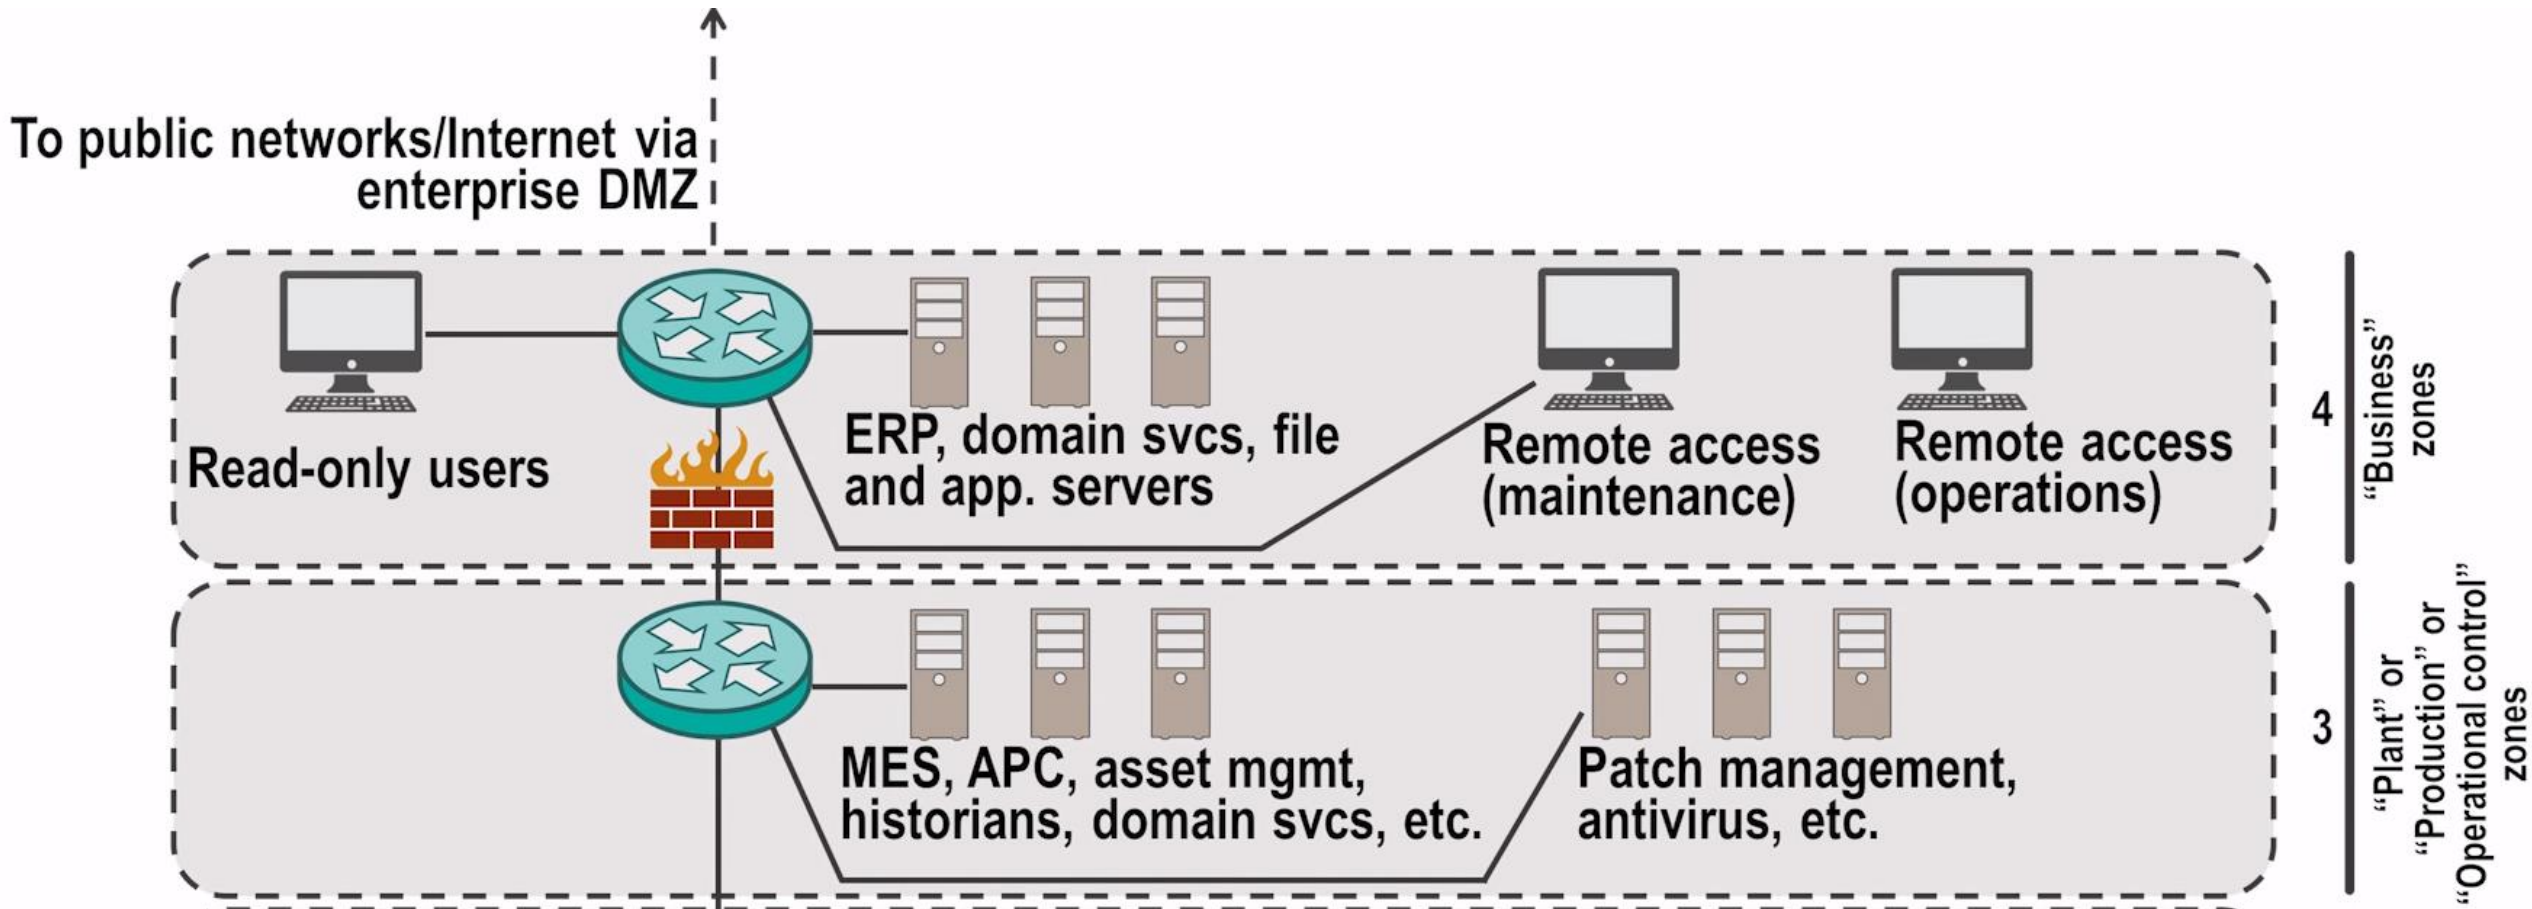 To public networks/Internet via
enterprise DMZ
Read-only users
ERP, domain svcs, file
and app. servers
Remote access
(maintenance)
Remote access
(operations)
4
“Business”
zones
MES, APC, asset mgmt,
historians, domain svcs, etc.
Patch management,
antivirus, etc.
3
“Plant” or
“Production” or
“Operational control”
zones